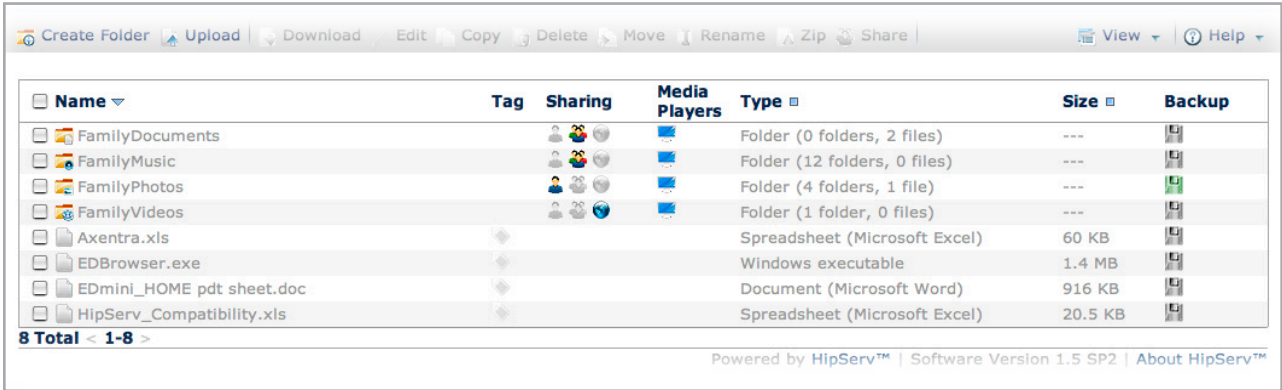 Create Folder Upload Download Edit Copy Delete Move Rename Zip Share View Help
Name Tag Sharing Media Players Type Size Backup
FamilyDocuments Folder (0 folders, 2 files) ---
FamilyMusic Folder (12 folders, 0 files) ---
FamilyPhotos Folder (4 folders, 1 file) ---
FamilyVideos Folder (1 folder, 0 files) ---
Axentra.xls Spreadsheet (Microsoft Excel) 60 KB
EDBrowser.exe Windows executable 1.4 MB
EDmini_HOME pdt sheet.doc Document (Microsoft Word) 916 KB
HipServ_Compatibility.xls Spreadsheet (Microsoft Excel) 20.5 KB
8 Total < 1-8 >
Powered by HipServ™ | Software Version 1.5 SP2 | About HipServ™